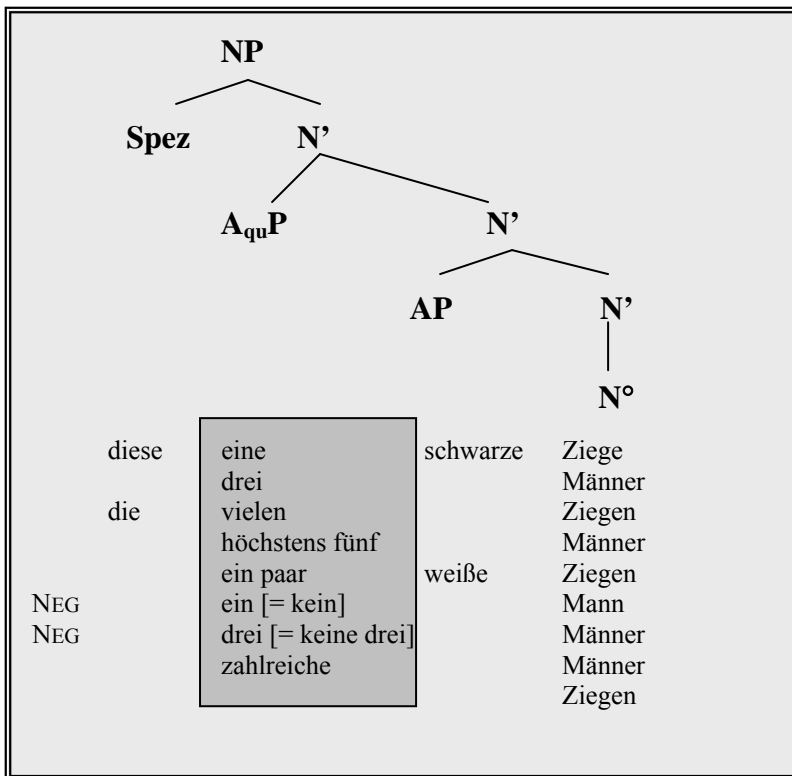 NP
Spez N’
AquP N’
AP N’
N°
diese eine schwarze Ziege
drei Männer
die vielen Ziegen
höchstens fünf Männer
ein paar weiße Ziegen
NEG ein [= kein] Mann
NEG drei [= keine drei] Männer
zahlreiche Männer
Ziegen